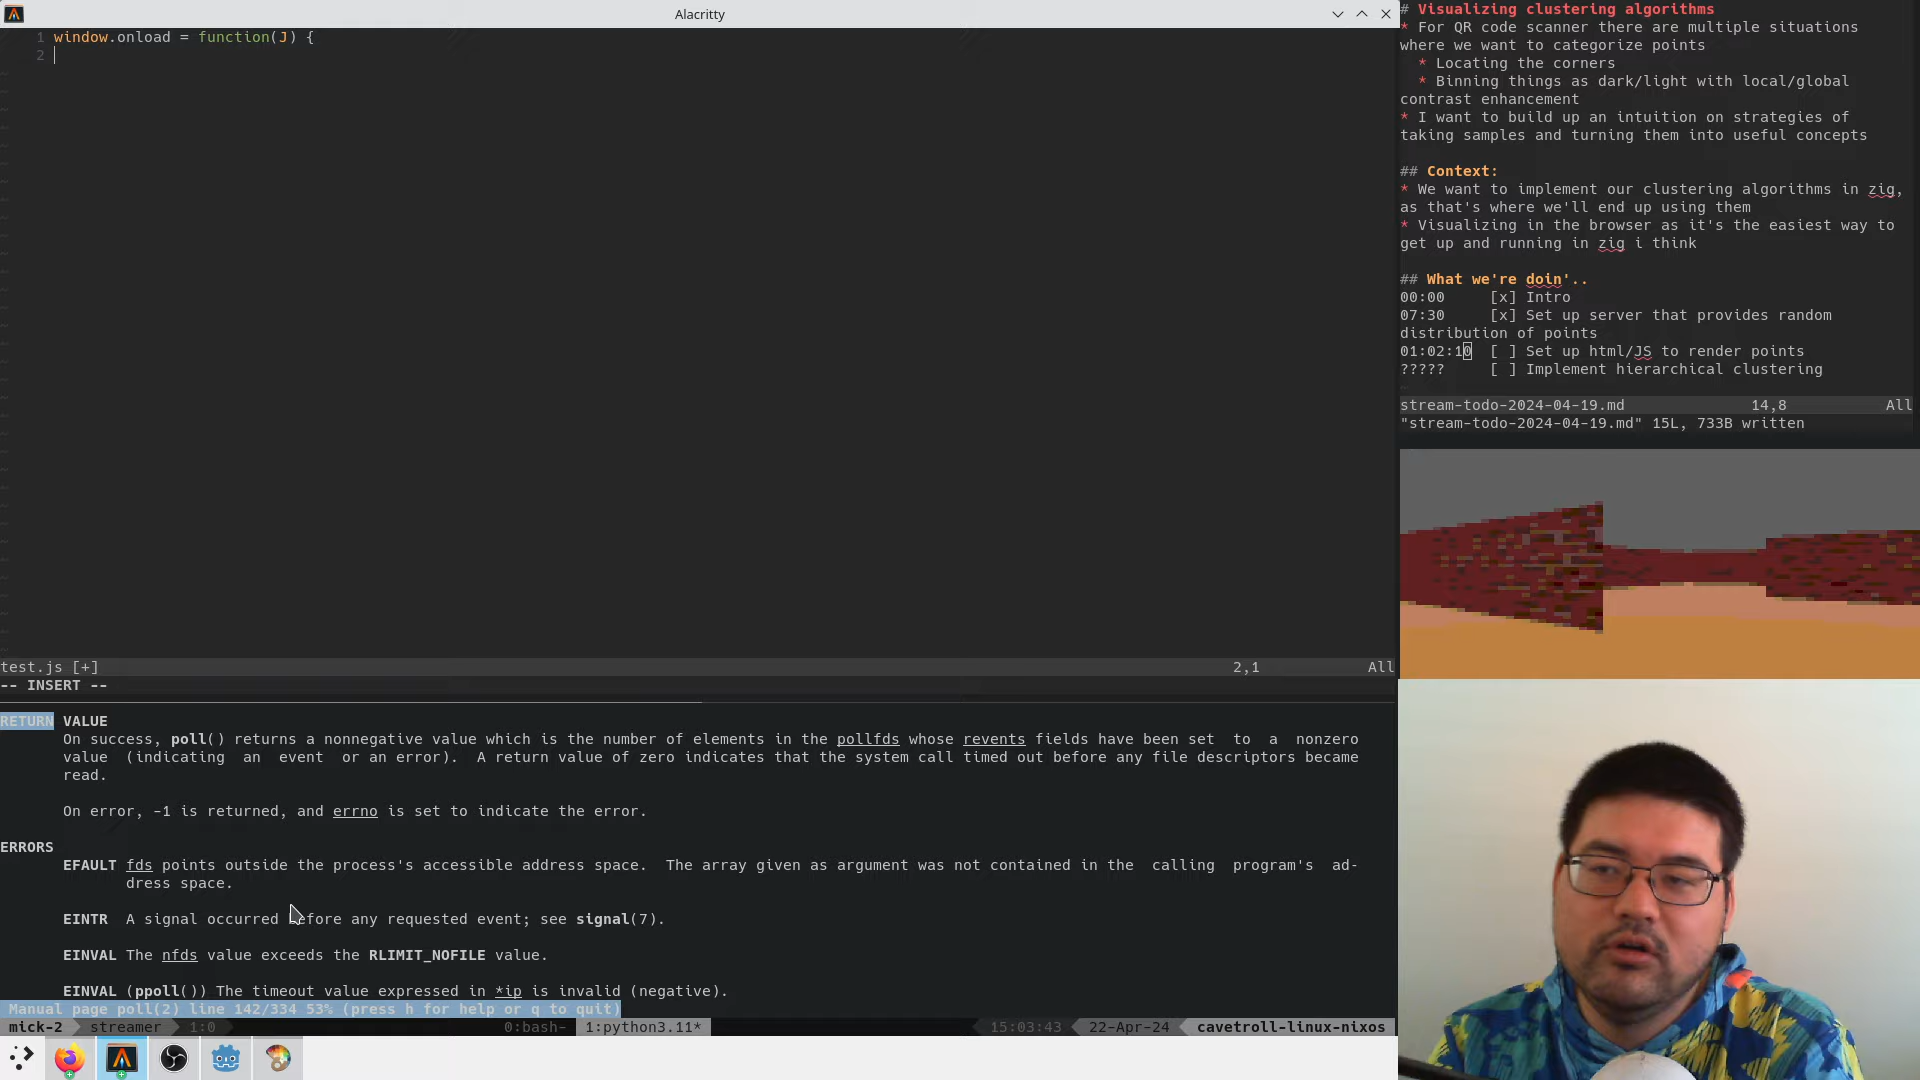 Alacritty
1 window.onload = function(J) {
2
test.js [+] 2,1 All
-- INSERT --
RETURN VALUE
On success, poll() returns a nonnegative value which is the number of elements in the pollfds whose revents fields have been set to a nonzero
value (indicating an event or an error). A return value of zero indicates that the system call timed out before any file descriptors became
read.
On error, -1 is returned, and errno is set to indicate the error.
ERRORS
EFAULT fds points outside the process's accessible address space. The array given as argument was not contained in the calling program's ad-
dress space.
EINTR A signal occurred before any requested event; see signal(7).
EINVAL The nfds value exceeds the RLIMIT_NOFILE value.
EINVAL (ppoll()) The timeout value expressed in *ip is invalid (negative).
Manual page poll(2) line 142/334 53% (press h for help or q to quit)
mick-2 streamer 1:0 0:bash- 1:python3.11* 15:03:43 22-Apr-24 cavetroll-linux-nixos
# Visualizing clustering algorithms
* For QR code scanner there are multiple situations
where we want to categorize points
* Locating the corners
* Binning things as dark/light with local/global
contrast enhancement
* I want to build up an intuition on strategies of
taking samples and turning them into useful concepts
## Context:
* We want to implement our clustering algorithms in zig,
as that's where we'll end up using them
* Visualizing in the browser as it's the easiest way to
get up and running in zig i think
## What we're doin'..
00:00 [x] Intro
07:30 [x] Set up server that provides random
distribution of points
01:02:10 [ ] Set up html/JS to render points
????? [ ] Implement hierarchical clustering
stream-todo-2024-04-19.md 14,8 All
"stream-todo-2024-04-19.md" 15L, 733B written